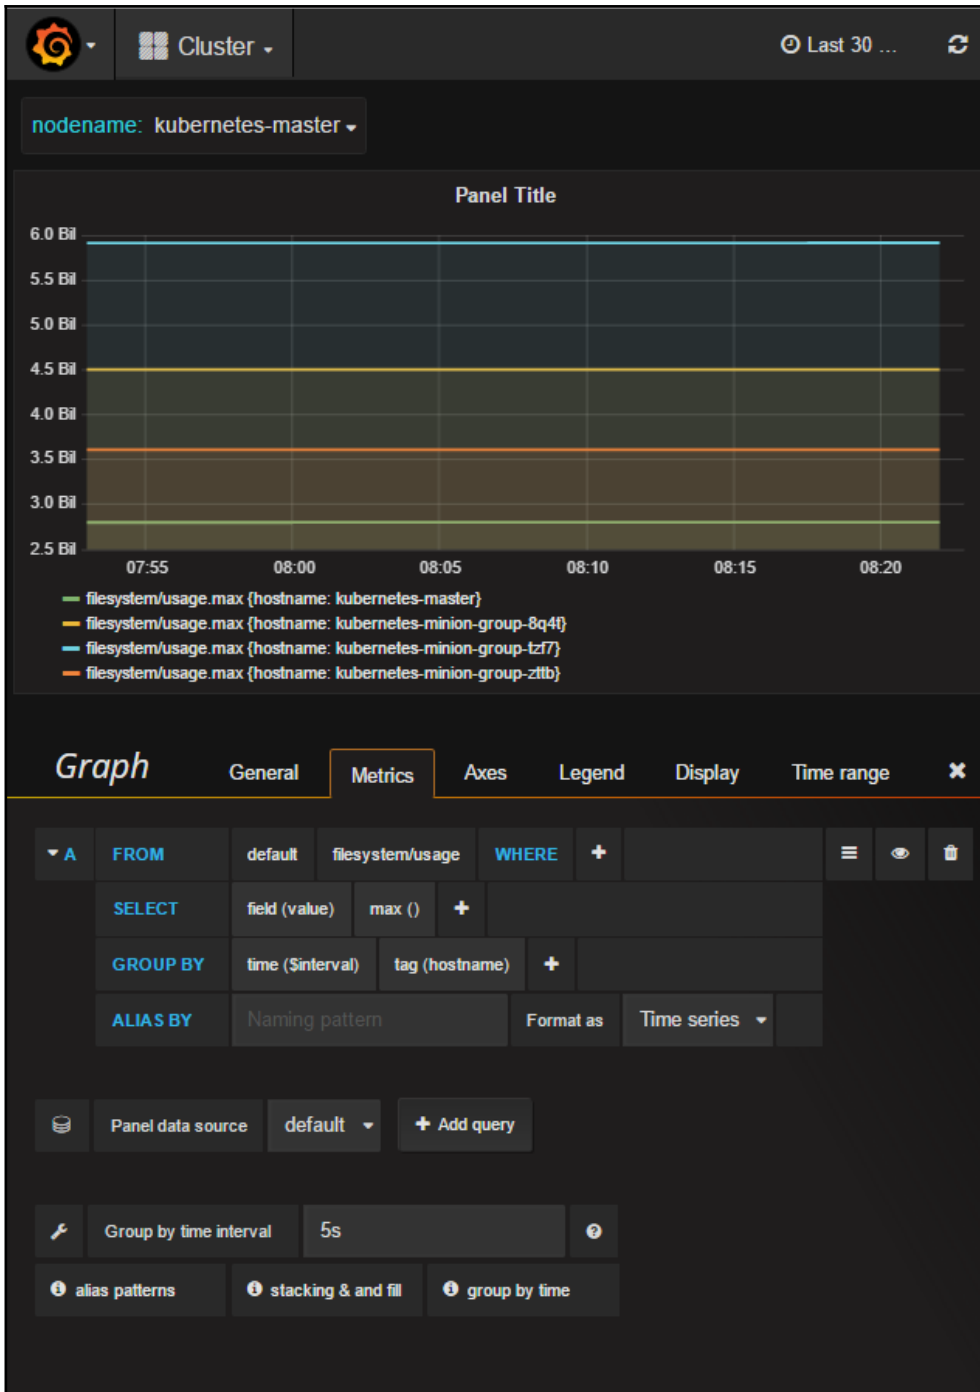 Cluster
Last 30 ...
nodename: kubernetes-master
Panel Title
6.0 Bil
5.5 Bil
5.0 Bil
4.5 Bil
4.0 Bil
3.5 Bil
3.0 Bil
2.5 Bil
07:55 08:00 08:05 08:10 08:15 08:20
filesystem/usage.max {hostname: kubernetes-master}
filesystem/usage.max {hostname: kubernetes-minion-group-8q4t}
filesystem/usage.max {hostname: kubernetes-minion-group-tzf7}
filesystem/usage.max {hostname: kubernetes-minion-group-zttb}
Graph General Metrics Axes Legend Display Time range
A FROM default filesystem/usage WHERE +
SELECT field (value) max () +
GROUP BY time ($interval) tag (hostname) +
ALIAS BY Naming pattern Format as Time series
Panel data source default + Add query
Group by time interval 5s
alias patterns stacking & and fill group by time